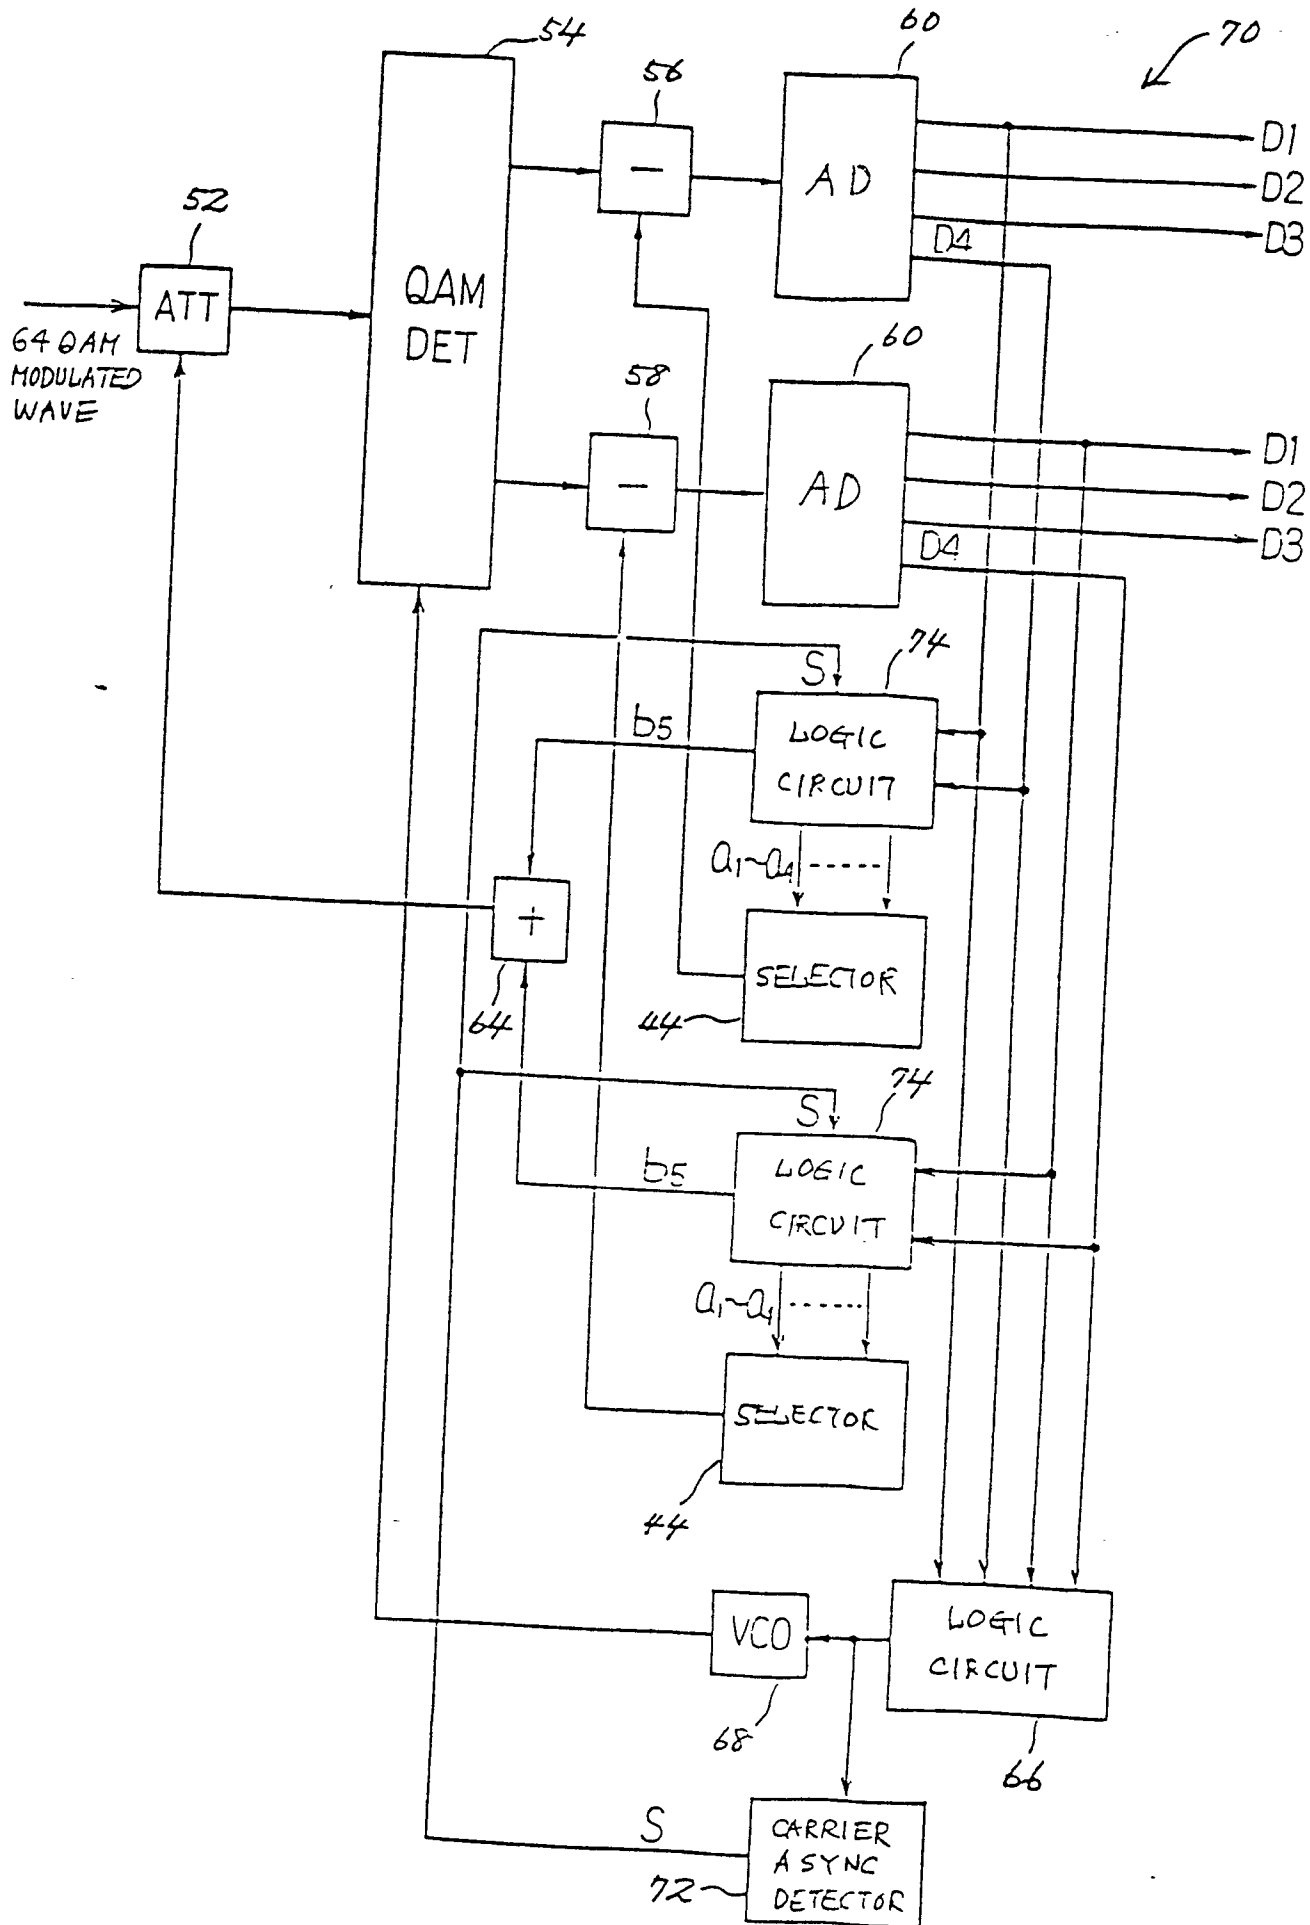 70
54
60
56
D1
D2
D3
D4
AD
52
ATT
QAM
DET
64 QAM
MODULATED
WAVE
60
58
D1
D2
D3
D4
AD
74
S
b5
LOGIC
CIRCUIT
a1~a4
+
64
SELECTOR
44
74
S
b5
LOGIC
CIRCUIT
a1~a4
SELECTOR
44
VCO
68
LOGIC
CIRCUIT
66
S
CARRIER
ASYNC
DETECTOR
72